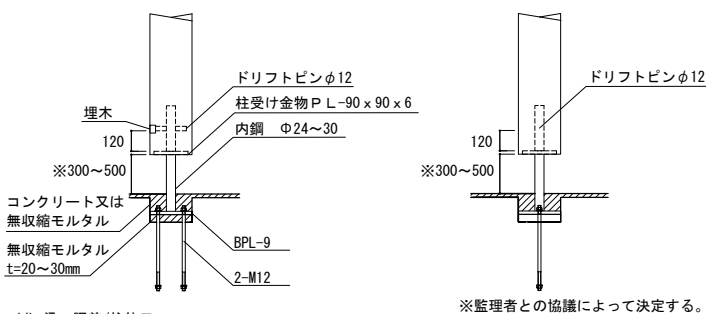 ドリフトピンφ12
柱受け金物PL-90x90x6
内鋼 Φ24~30
埋木
120
※300~500
コンクリート又は
無収縮モルタル
無収縮モルタル
t=20~30mm
BPL-9
2-M12
ドリフトピンφ12
120
※300~500
※監理者との協議によって決定する。